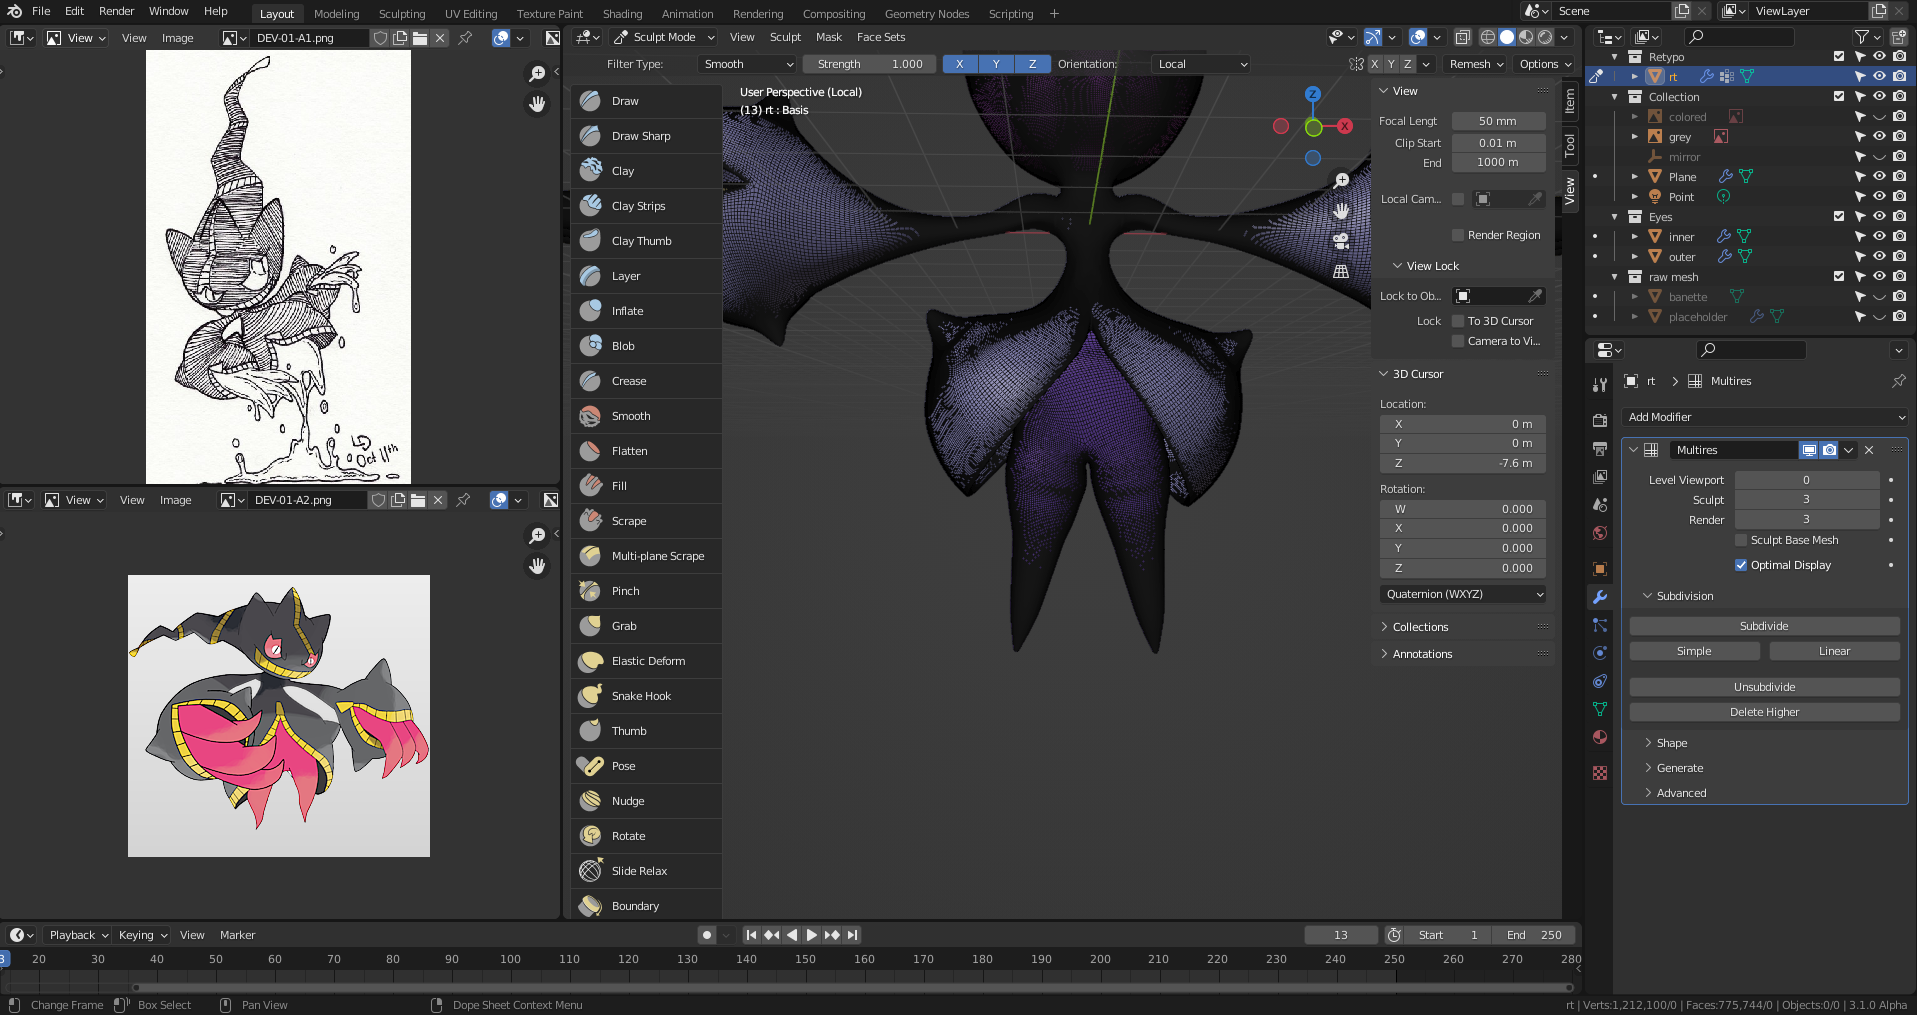 File Edit Render Window Help
Layout Modeling Sculpting UV Editing Texture Paint Shading Animation Rendering Compositing Geometry Nodes Scripting +
Scene
ViewLayer
View View Image DEV-01-A1.png
Sculpt Mode View Sculpt Mask Face Sets
Filter Type: Smooth Strength 1.000 X Y Z Orientation: Local
X Y Z Remesh Options
LD
Oct 11th
View View Image DEV-01-A2.png
Draw
Draw Sharp
Clay
Clay Strips
Clay Thumb
Layer
Inflate
Blob
Crease
Smooth
Flatten
Fill
Scrape
Multi-plane Scrape
Pinch
Grab
Elastic Deform
Snake Hook
Thumb
Pose
Nudge
Rotate
Slide Relax
Boundary
User Perspective (Local)
(13) rt : Basis
Z
X
View
Focal Lengt 50 mm
Clip Start 0.01 m
End 1000 m
Local Cam...
Render Region
View Lock
Lock to Ob...
Lock To 3D Cursor
Camera to Vi...
3D Cursor
Location:
X 0 m
Y 0 m
Z -7.6 m
Rotation:
W 0.000
X 0.000
Y 0.000
Z 0.000
Quaternion (WXYZ)
Collections
Annotations
Item
Tool
View
Retypo
rt
Collection
colored
grey
mirror
Plane
Point
Eyes
inner
outer
raw mesh
banette
placeholder
rt Multires
Add Modifier
Multires
Level Viewport 0
Sculpt 3
Render 3
Sculpt Base Mesh
Optimal Display
Subdivision
Subdivide
Simple Linear
Unsubdivide
Delete Higher
Shape
Generate
Advanced
Playback Keying View Marker
13 Start 1 End 250
3 20 30 40 50 60 70 80 90 100 110 120 130 140 150 160 170 180 190 200 210 220 230 240 250 260 270 280
Change Frame Box Select Pan View Dope Sheet Context Menu
rt | Verts:1,212,100/0 | Faces:775,744/0 | Objects:0/0 | 3.1.0 Alpha